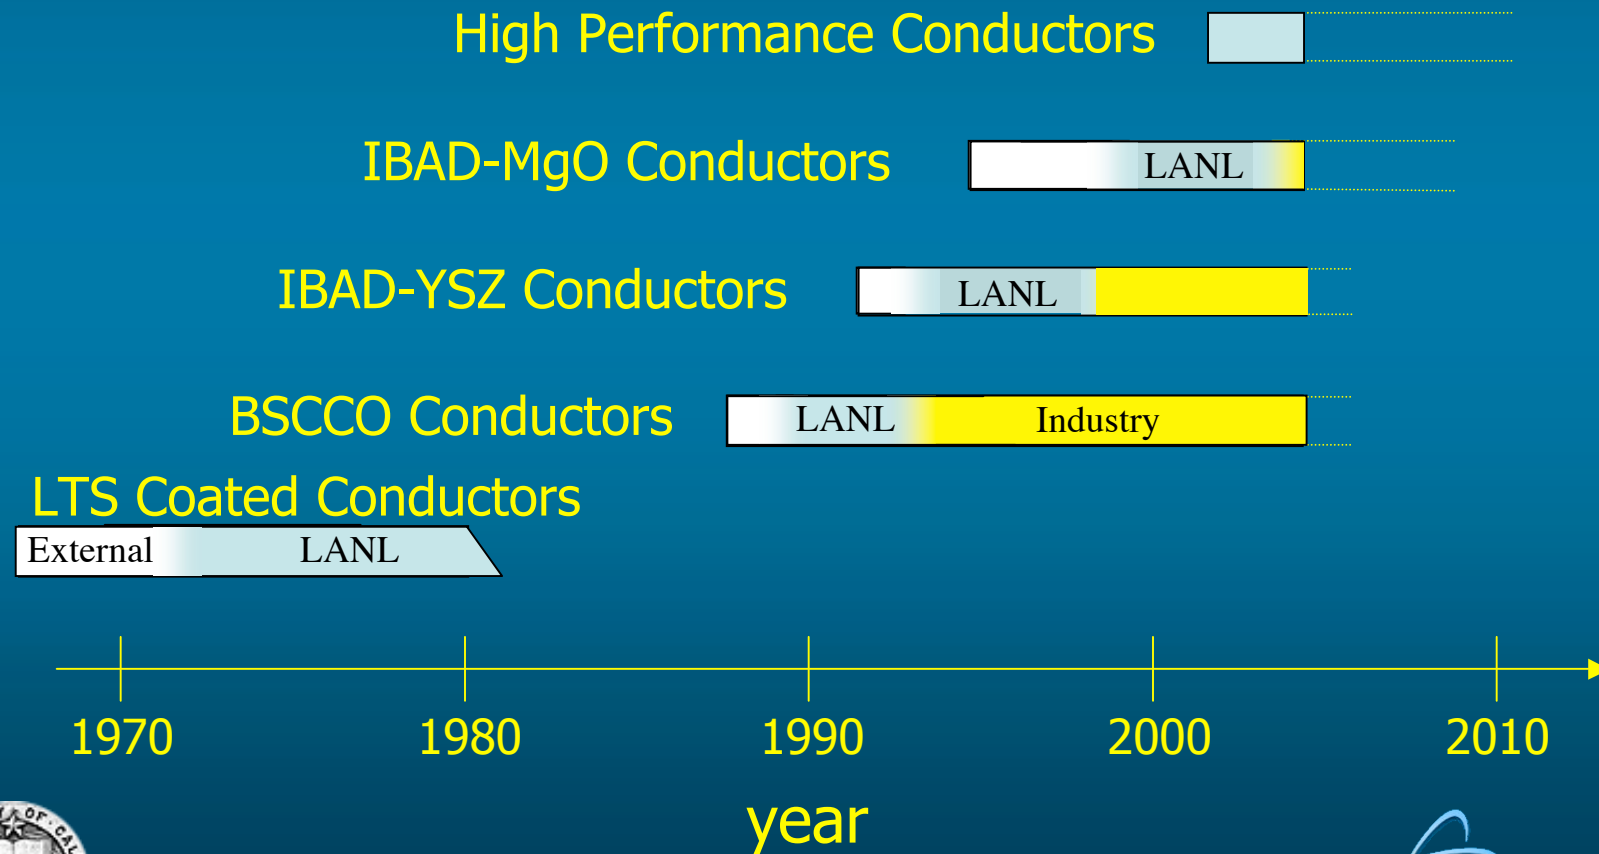 High Performance Conductors
IBAD-MgO Conductors
LANL
IBAD-YSZ Conductors
LANL
BSCCO Conductors
LANL
Industry
LTS Coated Conductors
External
LANL
1970
1980
1990
2000
2010
year